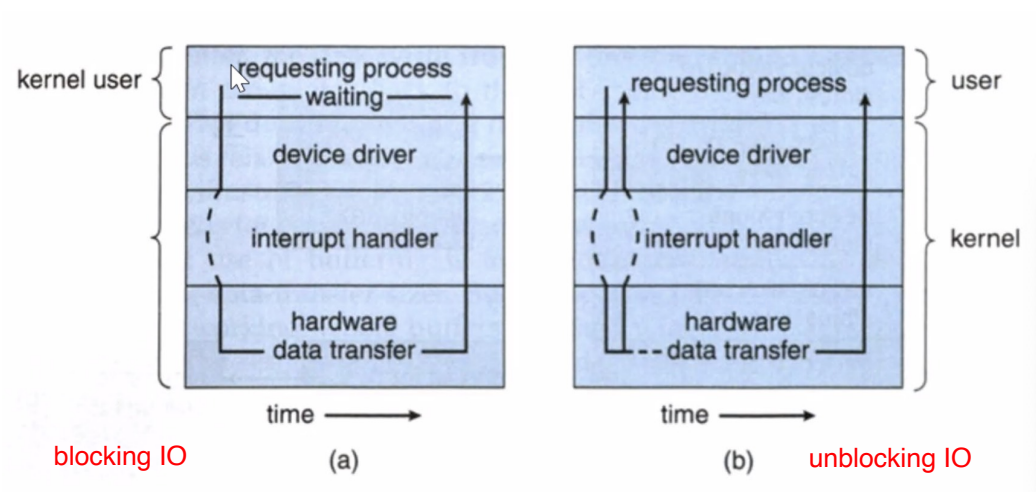 kernel user
requesting process
waiting
device driver
interrupt handler
hardware
data transfer
time
blocking IO
(a)
requesting process
user
device driver
interrupt handler
kernel
hardware
data transfer
time
(b)
unblocking IO